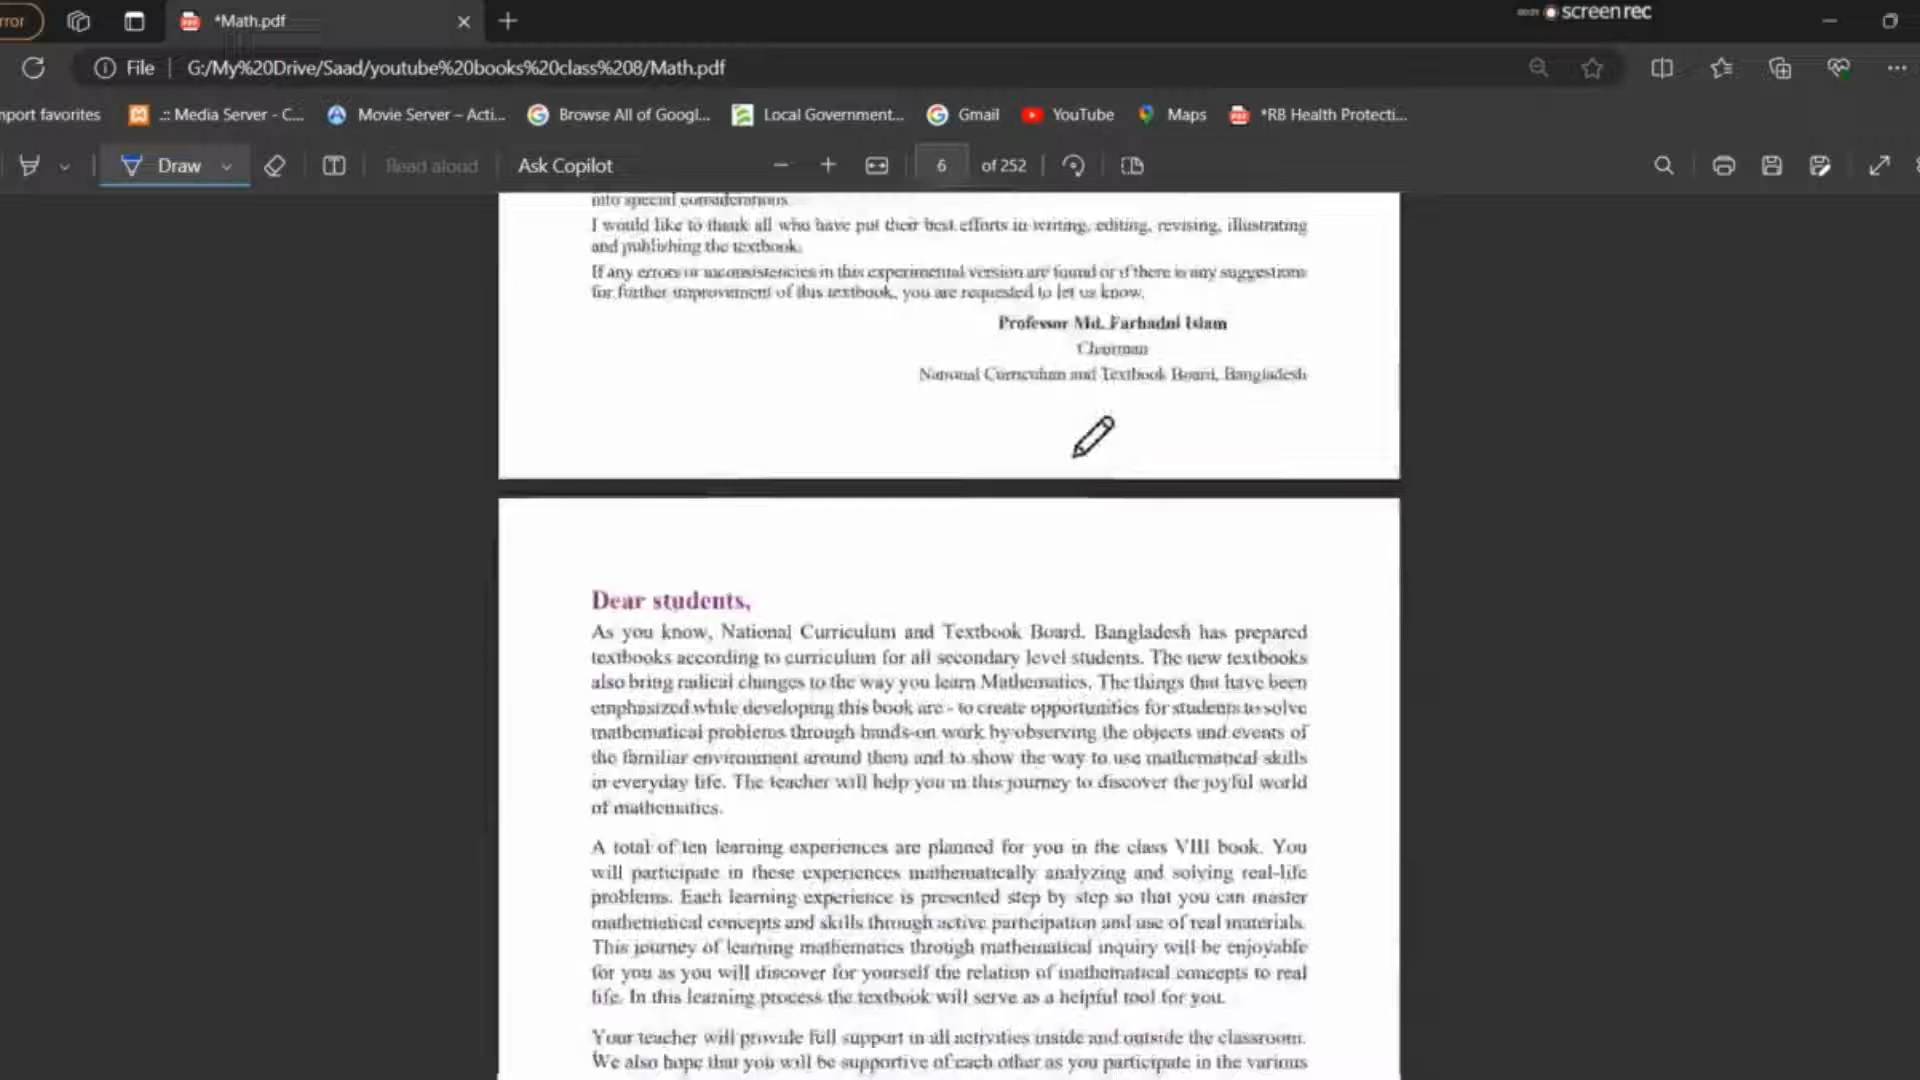 rror
*Math.pdf
screenrec
File
G:/My%20Drive/Saad/youtube%20books%20class%208/Math.pdf
mport favorites
.:: Media Server - C...
Movie Server – Acti...
Browse All of Googl...
Local Government...
Gmail
YouTube
Maps
*RB Health Protecti...
Draw
Read aloud
Ask Copilot
6 of 252
into special considerations.
I would like to thank all who have put their best efforts in writing, editing, revising, illustrating
and publishing the textbook.
If any errors or inconsistencies in this experimental version are found or if there is any suggestions
for further improvement of this textbook, you are requested to let us know.
Professor Md. Farhadul Islam
Chairman
National Curriculum and Textbook Board, Bangladesh
Dear students,
As you know, National Curriculum and Textbook Board. Bangladesh has prepared
textbooks according to curriculum for all secondary level students. The new textbooks
also bring radical changes to the way you learn Mathematics. The things that have been
emphasized while developing this book are - to create opportunities for students to solve
mathematical problems through hands-on work by observing the objects and events of
the familiar environment around them and to show the way to use mathematical skills
in everyday life. The teacher will help you in this journey to discover the joyful world
of mathematics.
A total of ten learning experiences are planned for you in the class VIII book. You
will participate in these experiences mathematically analyzing and solving real-life
problems. Each learning experience is presented step by step so that you can master
mathematical concepts and skills through active participation and use of real materials.
This journey of learning mathematics through mathematical inquiry will be enjoyable
for you as you will discover for yourself the relation of mathematical concepts to real
life. In this learning process the textbook will serve as a helpful tool for you.
Your teacher will provide full support in all activities inside and outside the classroom.
We also hope that you will be supportive of each other as you participate in the various